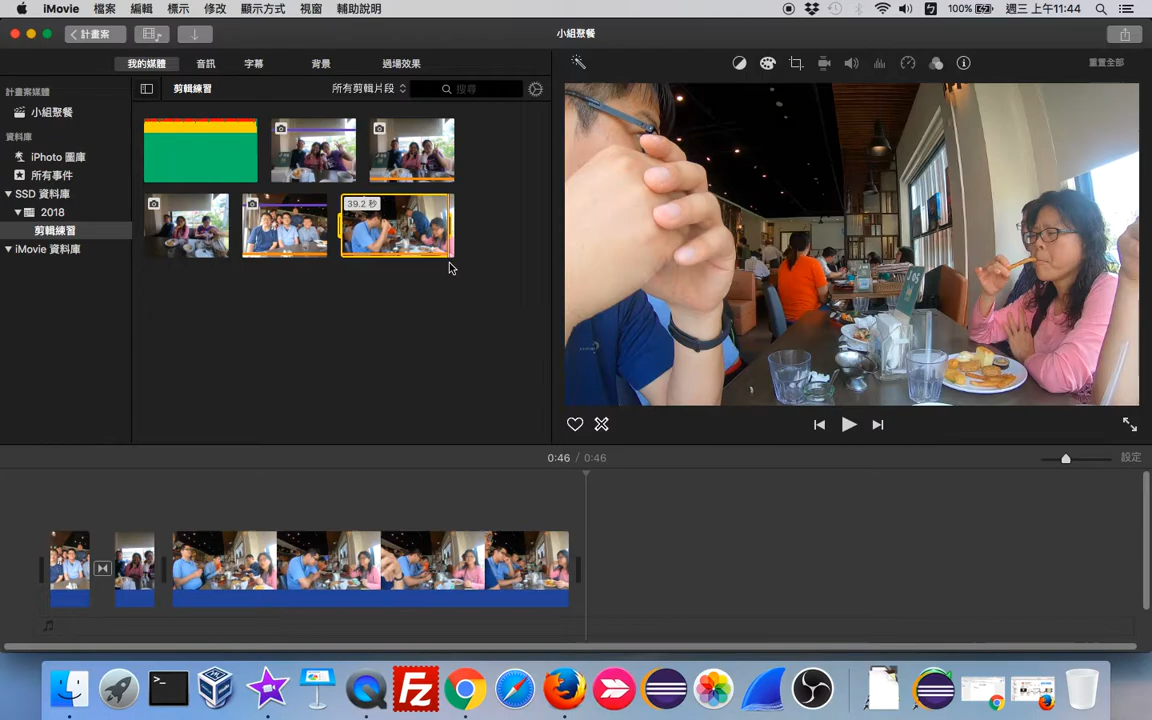 iMovie 檔案 編輯 標示 修改 顯示方式 視窗 輔助說明 100% 週三上午11:44
計畫案 小組聚餐
我的媒體 音訊 字幕 背景 過場效果 重置全部
計畫案媒體 剪輯練習 所有剪輯片段 搜尋
小組聚餐
資料庫
iPhoto 圖庫
所有事件
SSD 資料庫
39.2 秒
2018
剪輯練習
iMovie 資料庫
0:46 / 0:46 設定
>_
Fz